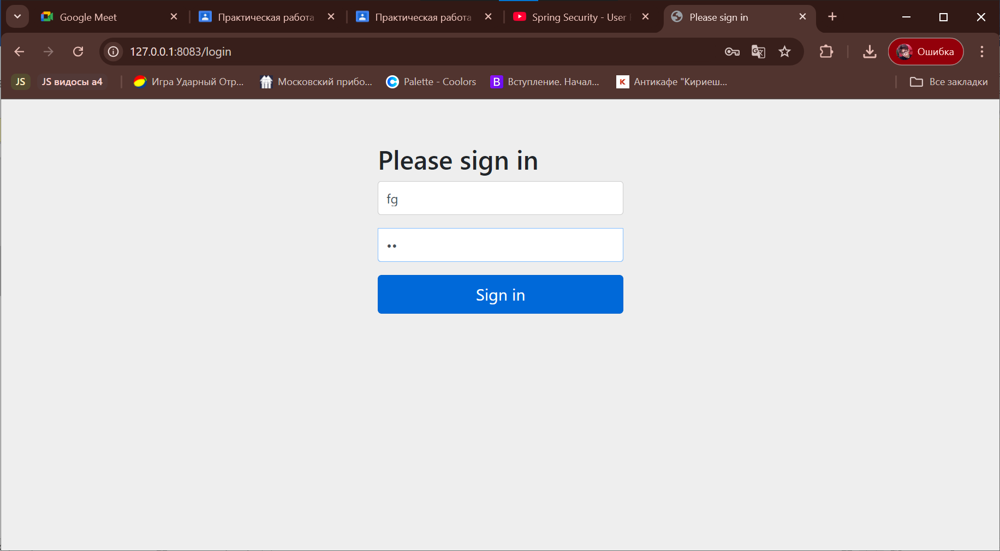 Google Meet
Практическая работа
Практическая работа
Spring Security - User
Please sign in
127.0.0.1:8083/login
Ошибка
JS
JS видосы а4
Игра Ударный Отр...
Московский прибо...
Palette - Coolors
B
Вступление. Начал...
K
Антикафе "Кириеш...
Все закладки
Please sign in
fg
Sign in